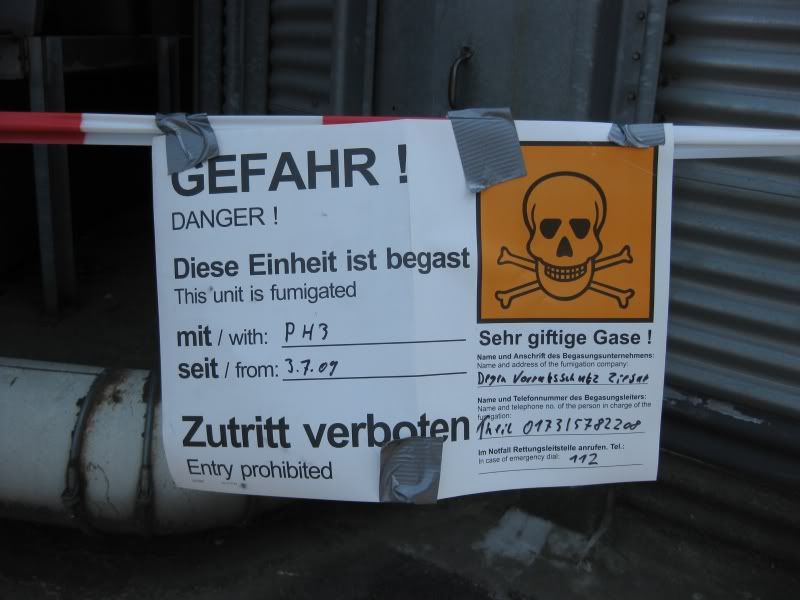 GEFAHR !
DANGER !
Diese Einheit ist begast
This unit is fumigated
mit / with: PH3
seit / from: 3.7.09
Zutritt verboten
Entry prohibited
Sehr giftige Gase !
Name und Anschrift des Begasungsunternehmens:
Name and address of the fumigation company:
Degen Vorratsschutz
Name und Telefonnummer des Begasungsleiters:
Name and telephone no. of the person in charge of the
fumigation:
01731578220
Im Notfall Rettungsleitstelle anrufen. Tel.:
In case of emergency dial: 112